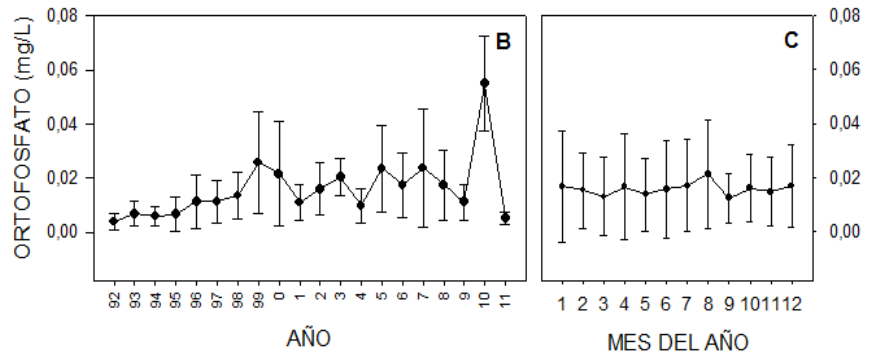 0,08 B C 0,08
0,06 0,06
0,04 0,04
0,02 0,02
0,00 0,00
ORTOFOSFATO (mg/L)
92 93 94 95 96 97 98 99 0 1 2 3 4 5 6 7 8 9 10 11
1 2 3 4 5 6 7 8 9 10 11 12
AÑO
MES DEL AÑO